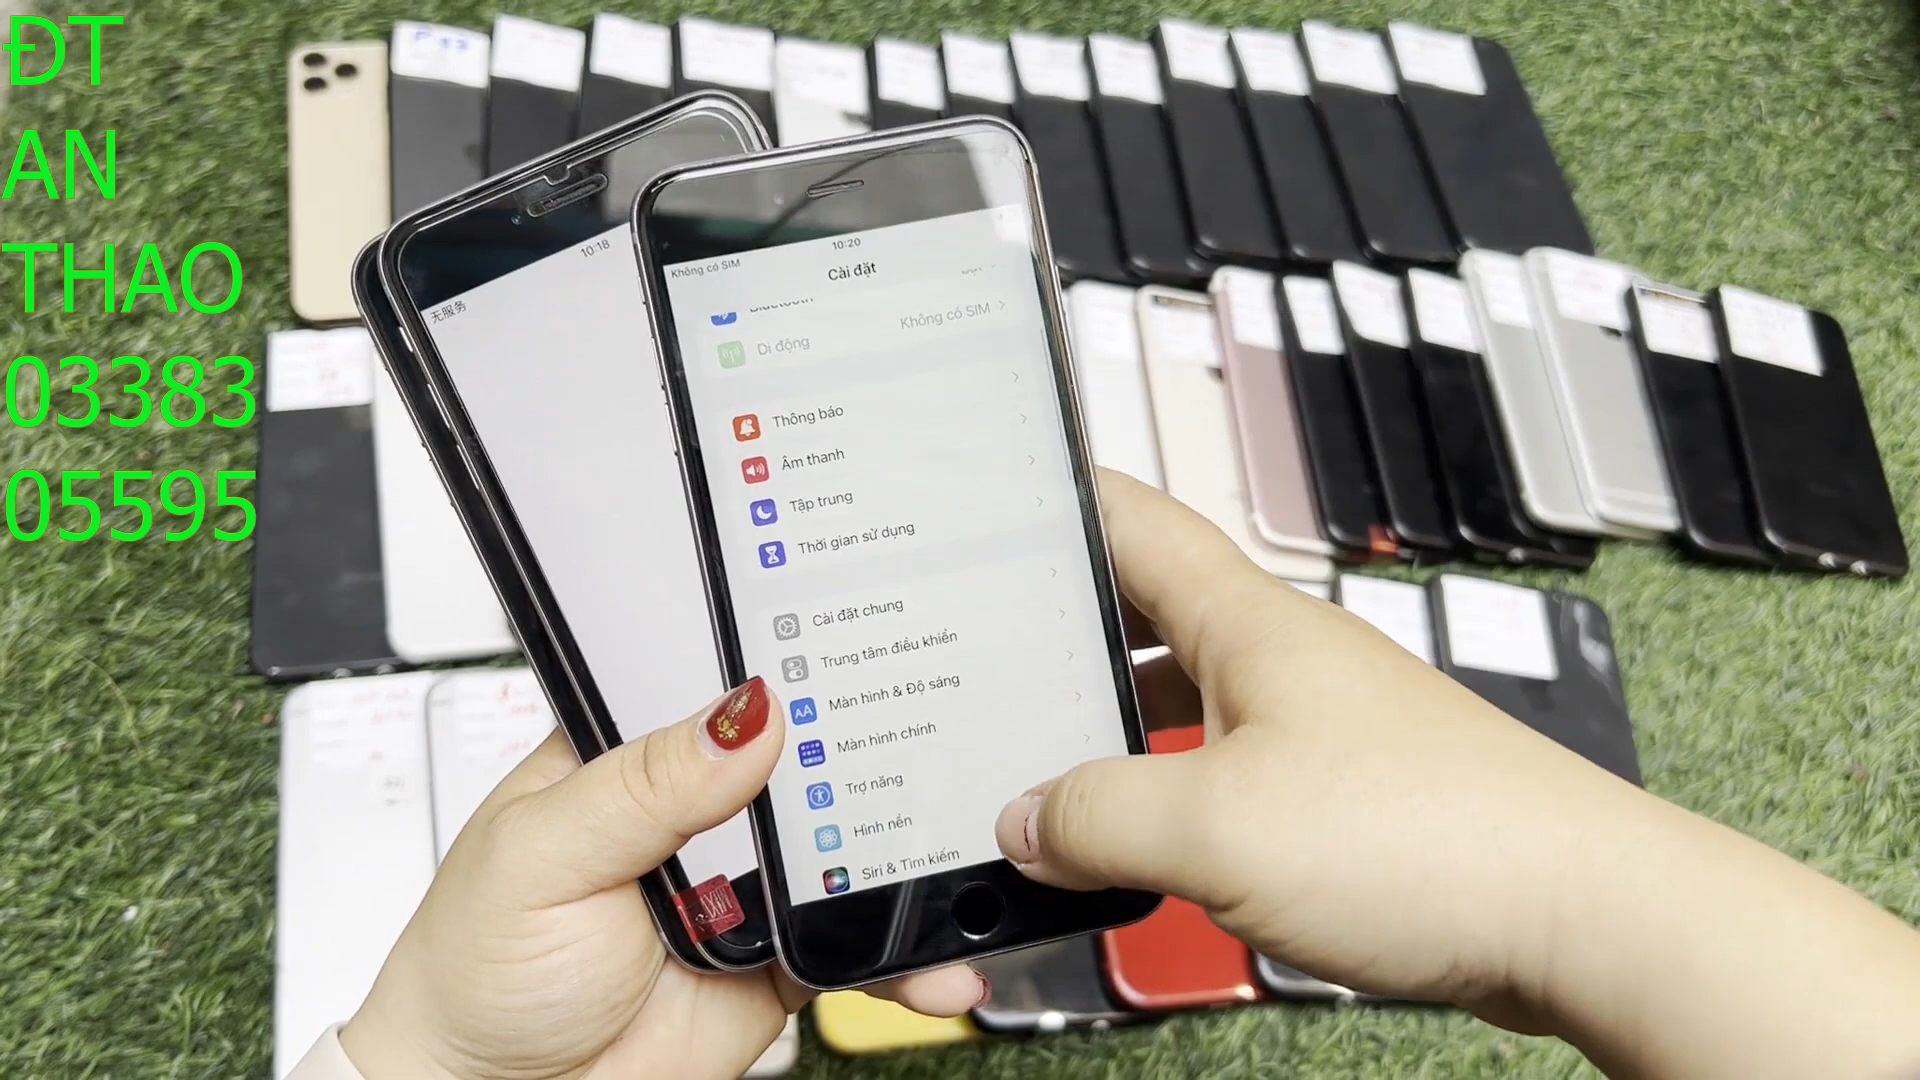 ĐT
AN
THAO
03383
05595
10:18
无服务
10:20
Không có SIM
Cài đặt
Bluetooth
Di động
Không có SIM
Thông báo
Âm thanh
Tập trung
Thời gian sử dụng
Cài đặt chung
Trung tâm điều khiển
Màn hình & Độ sáng
Màn hình chính
Trợ năng
Hình nền
Siri & Tìm kiếm